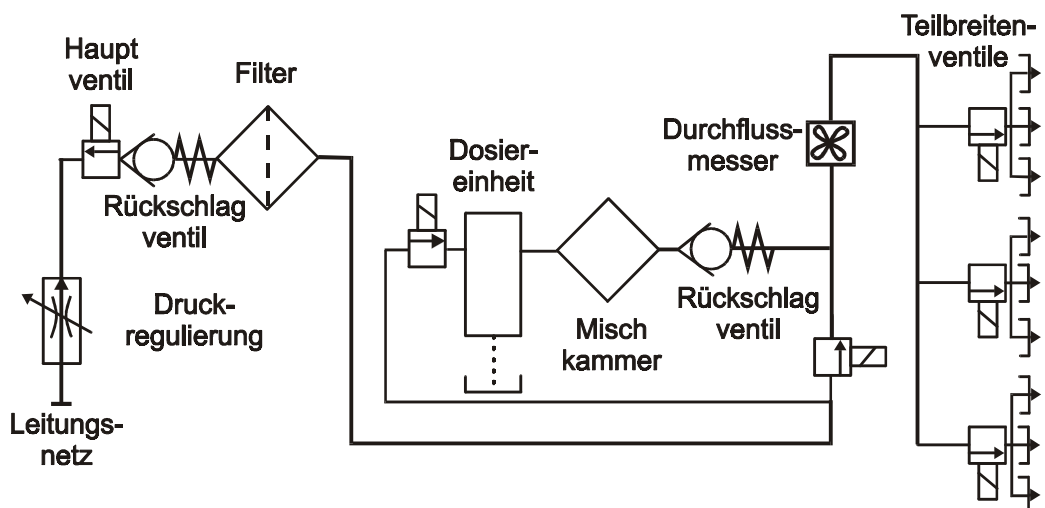 Haupt
ventil
Filter
Rückschlag
ventil
Druck-
regulierung
Leitungs-
netz
Dosier-
einheit
Misch
kammer
Rückschlag
ventil
Durchfluss-
messer
Teilbreiten-
ventile